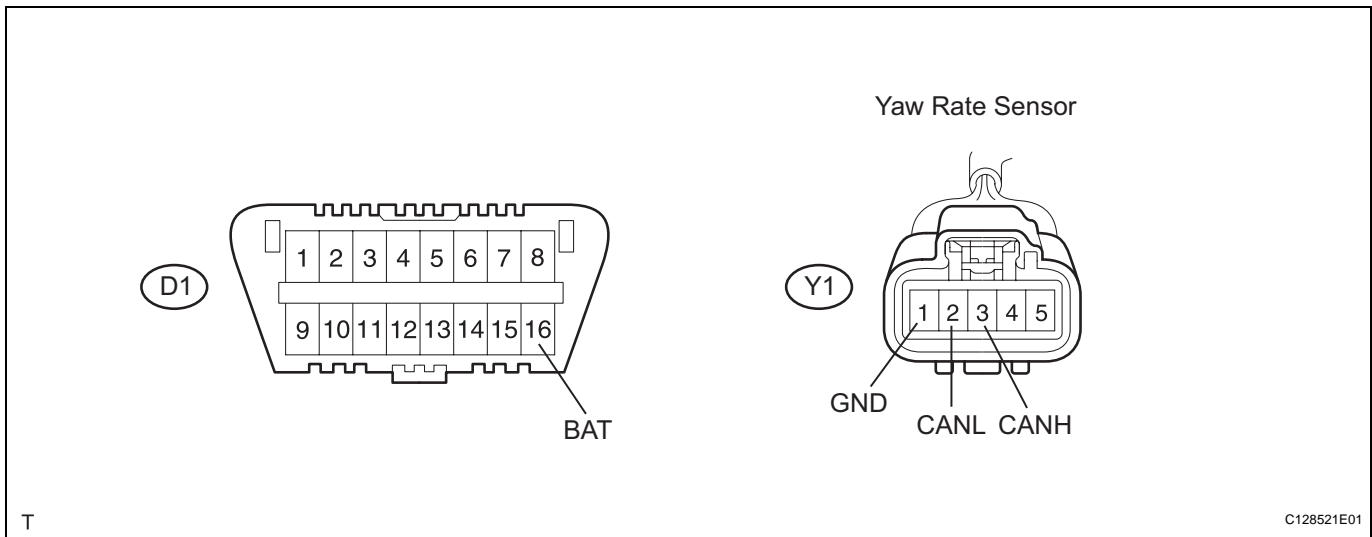 Yaw Rate Sensor
D1
1 2 3 4 5 6 7 8
9 10 11 12 13 14 15 16
BAT
Y1
1 2 3 4 5
GND
CANL CANH
T
C128521E01